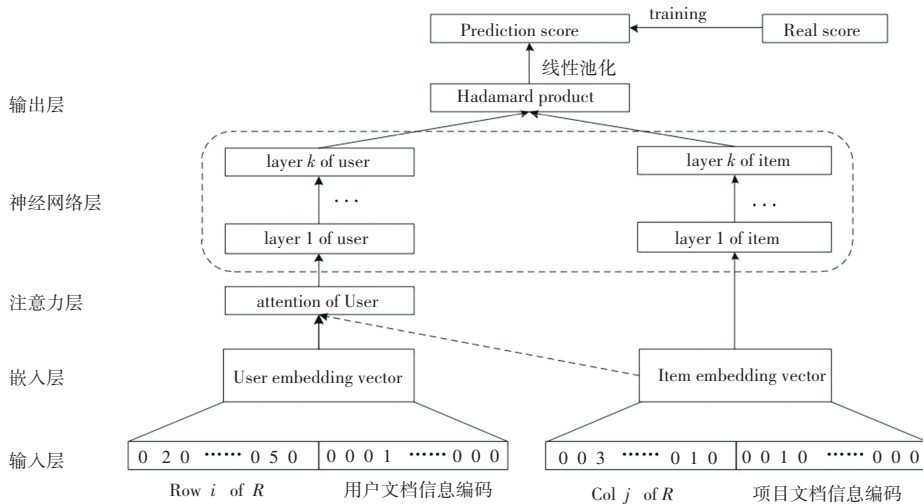 training
Prediction score
Real score
线性池化
输出层
Hadamard product
layer k of user
layer k of item
神经网络层
...
...
layer 1 of user
layer 1 of item
注意力层
attention of User
嵌入层
User embedding vector
Item embedding vector
输入层
0 2 0 …… 0 5 0
0 0 0 1 …… 0 0 0
0 0 3 …… 0 1 0
0 0 1 0 …… 0 0 0
Row i of R
用户文档信息编码
Col j of R
项目文档信息编码